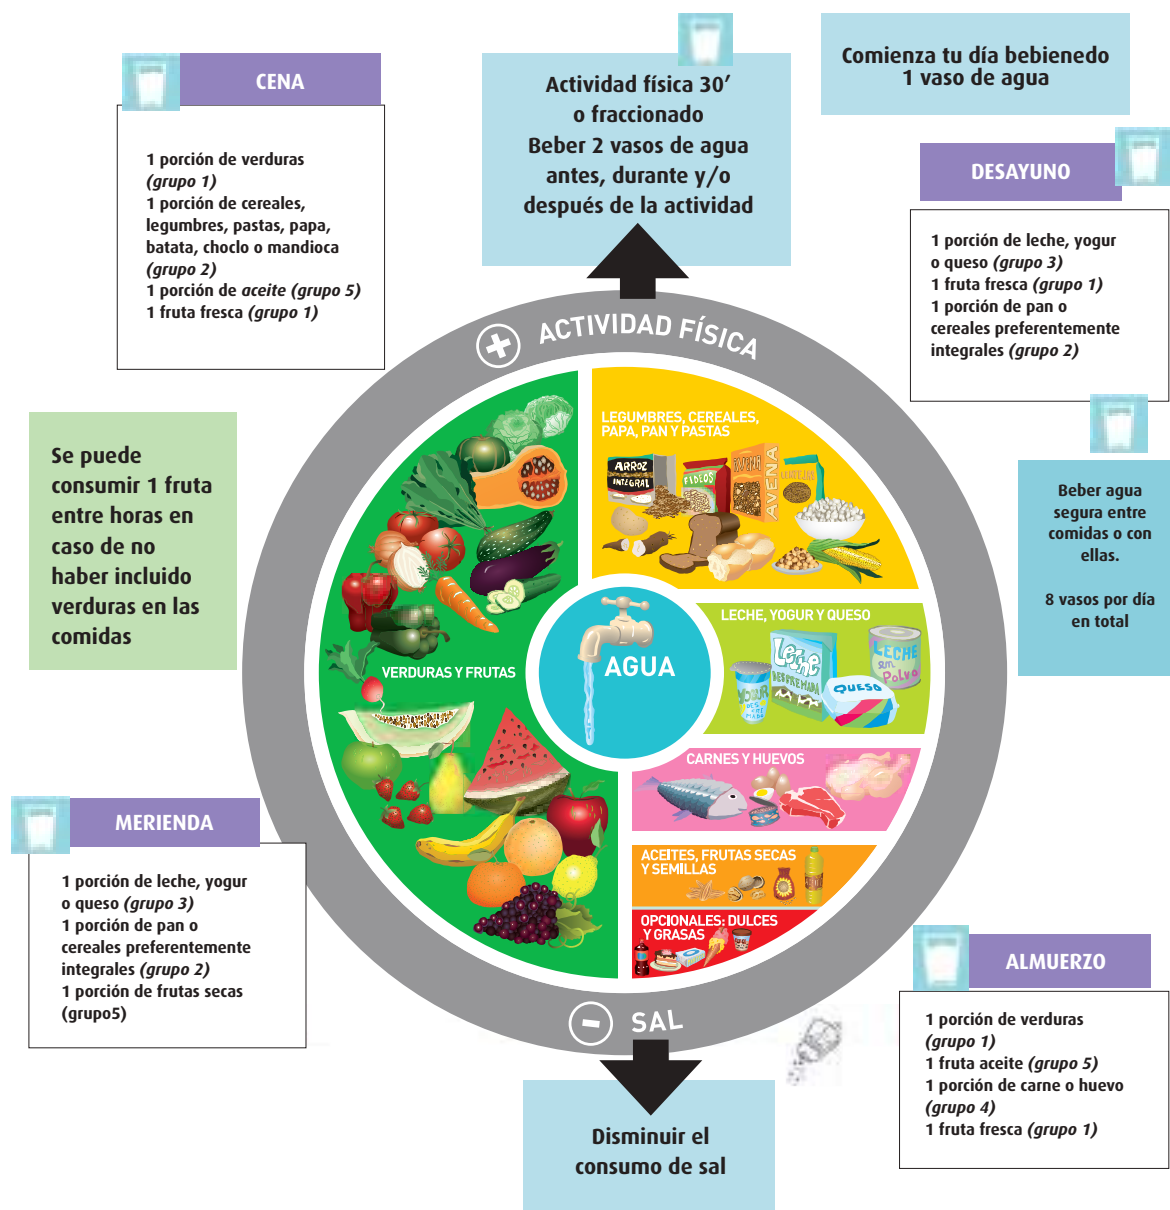 Comienza tu día bebienedo
1 vaso de agua
Actividad física 30’
o fraccionado
Beber 2 vasos de agua
antes, durante y/o
después de la actividad
CENA
1 porción de verduras
(grupo 1)
1 porción de cereales,
legumbres, pastas, papa,
batata, choclo o mandioca
(grupo 2)
1 porción de aceite (grupo 5)
1 fruta fresca (grupo 1)
DESAYUNO
1 porción de leche, yogur
o queso (grupo 3)
1 fruta fresca (grupo 1)
1 porción de pan o
cereales preferentemente
integrales (grupo 2)
Se puede
consumir 1 fruta
entre horas en
caso de no
haber incluido
verduras en las
comidas
Beber agua
segura entre
comidas o con
ellas.
8 vasos por día
en total
+ ACTIVIDAD FÍSICA
LEGUMBRES, CEREALES,
PAPA, PAN Y PASTAS
ARROZ
INTEGRAL
FIDEOS
AVENA
VERDURAS Y FRUTAS
AGUA
LECHE, YOGUR Y QUESO
LECHE
DESCREMADA
YOGUR
DES
CRE
MADO
QUESO
LECHE
en
Polvo
CARNES Y HUEVOS
ACEITES, FRUTAS SECAS
Y SEMILLAS
OPCIONALES: DULCES
Y GRASAS
- SAL
MERIENDA
1 porción de leche, yogur
o queso (grupo 3)
1 porción de pan o
cereales preferentemente
integrales (grupo 2)
1 porción de frutas secas
(grupo5)
ALMUERZO
1 porción de verduras
(grupo 1)
1 fruta aceite (grupo 5)
1 porción de carne o huevo
(grupo 4)
1 fruta fresca (grupo 1)
Disminuir el
consumo de sal